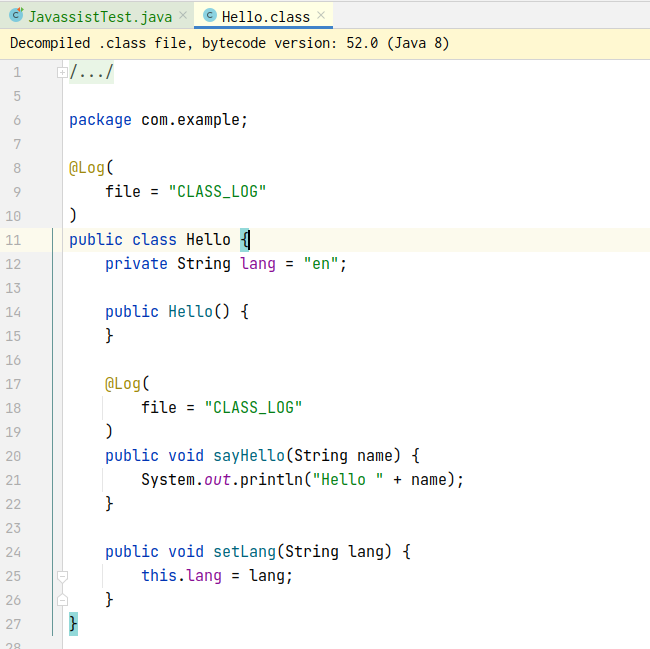 JavassistTest.java × Hello.class ×
Decompiled .class file, bytecode version: 52.0 (Java 8)
1 /.../
5
6 package com.example;
7
8 @Log(
9     file = "CLASS_LOG"
10 )
11 public class Hello {
12     private String lang = "en";
13
14     public Hello() {
15     }
16
17     @Log(
18         file = "CLASS_LOG"
19     )
20     public void sayHello(String name) {
21         System.out.println("Hello " + name);
22     }
23
24     public void setLang(String lang) {
25         this.lang = lang;
26     }
27 }
28